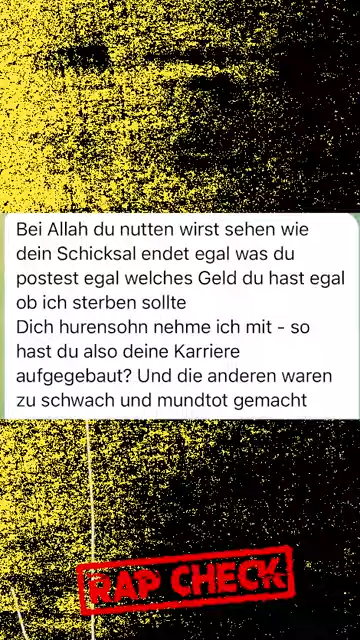 Bei Allah du nutten wirst sehen wie
dein Schicksal endet egal was du
postest egal welches Geld du hast egal
ob ich sterben sollte
Dich hurensohn nehme ich mit - so
hast du also deine Karriere
aufgegebaut? Und die anderen waren
zu schwach und mundtot gemacht
RAP CHECK